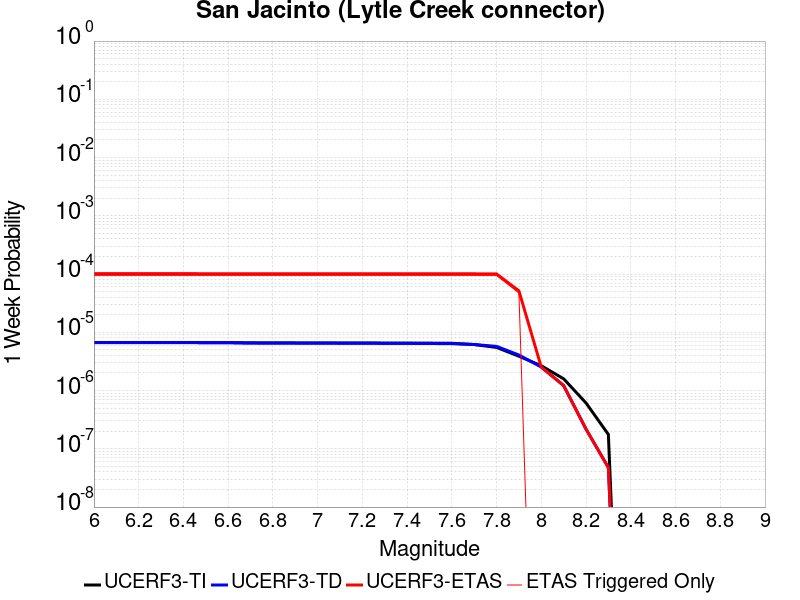 San Jacinto (Lytle Creek connector)
10^0
10^-1
10^-2
10^-3
10^-4
10^-5
10^-6
10^-7
10^-8
1 Week Probability
6 6.2 6.4 6.6 6.8 7 7.2 7.4 7.6 7.8 8 8.2 8.4 8.6 8.8 9
Magnitude
UCERF3-TI UCERF3-TD UCERF3-ETAS ETAS Triggered Only